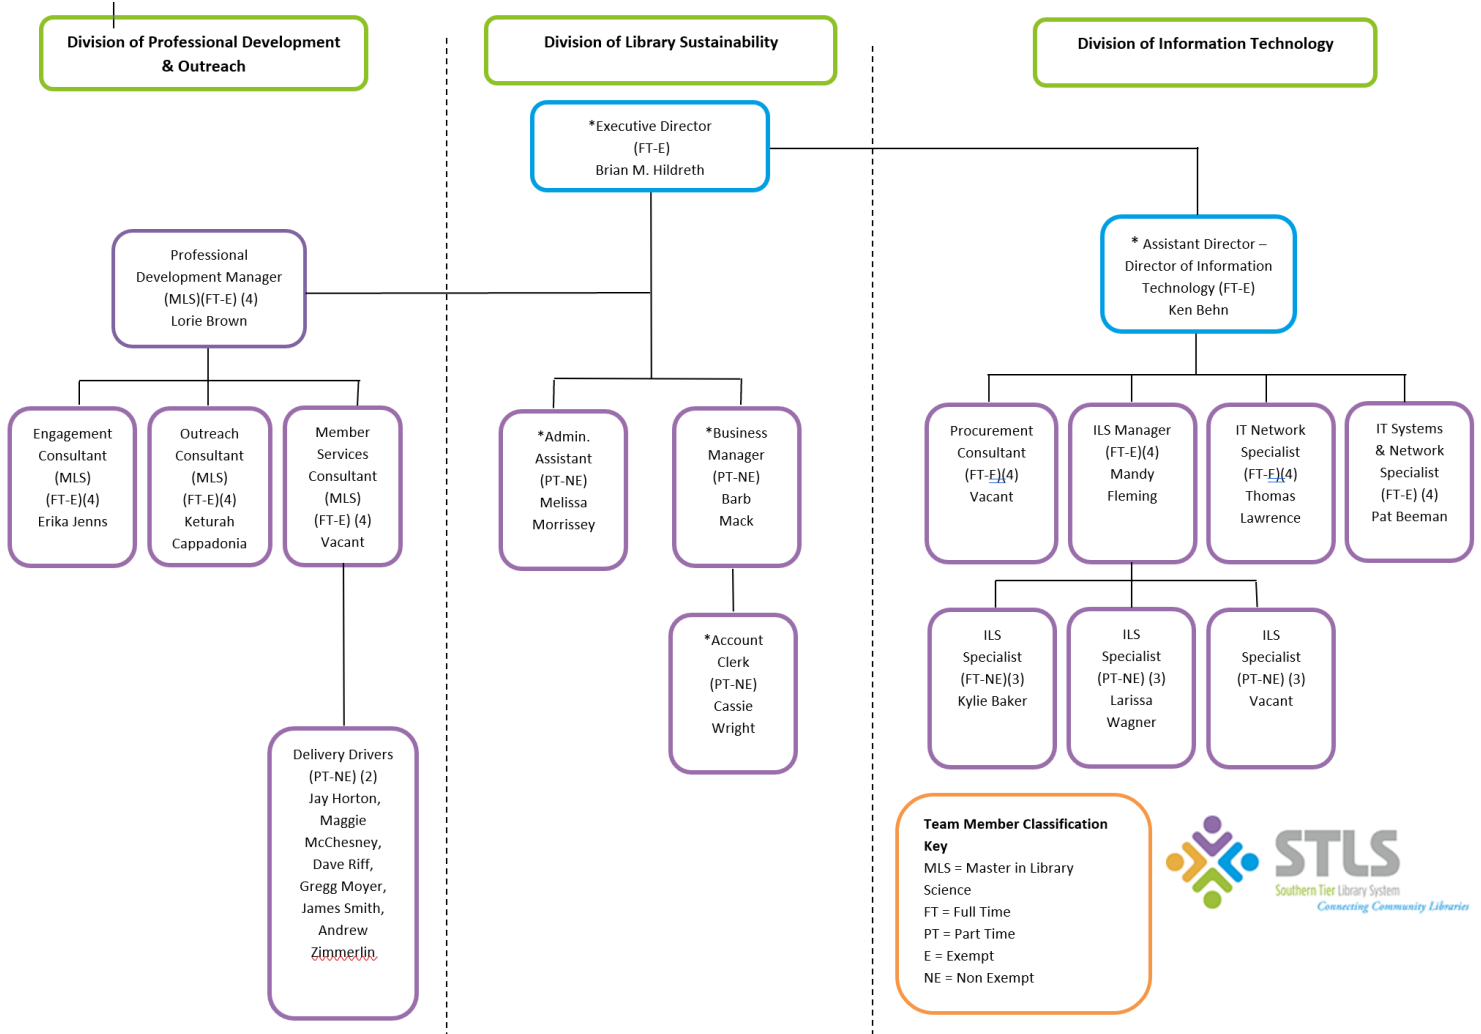 Division of Professional Development
& Outreach
Division of Library Sustainability
Division of Information Technology
*Executive Director
(FT-E)
Brian M. Hildreth
Professional
Development Manager
(MLS)(FT-E) (4)
Lorie Brown
* Assistant Director –
Director of Information
Technology (FT-E)
Ken Behn
Engagement
Consultant
(MLS)
(FT-E)(4)
Erika Jenns
Outreach
Consultant
(MLS)
(FT-E)(4)
Keturah
Cappadonia
Member
Services
Consultant
(MLS)
(FT-E) (4)
Vacant
*Admin.
Assistant
(PT-NE)
Melissa
Morrissey
*Business
Manager
(PT-NE)
Barb
Mack
Procurement
Consultant
(FT-E)(4)
Vacant
ILS Manager
(FT-E)(4)
Mandy
Fleming
IT Network
Specialist
(FT-E)(4)
Thomas
Lawrence
IT Systems
& Network
Specialist
(FT-E) (4)
Pat Beeman
*Account
Clerk
(PT-NE)
Cassie
Wright
ILS
Specialist
(FT-NE)(3)
Kylie Baker
ILS
Specialist
(PT-NE) (3)
Larissa
Wagner
ILS
Specialist
(PT-NE) (3)
Vacant
Delivery Drivers
(PT-NE) (2)
Jay Horton,
Maggie
McChesney,
Dave Riff,
Gregg Moyer,
James Smith,
Andrew
Zimmerlin
Team Member Classification
Key
MLS = Master in Library
Science
FT = Full Time
PT = Part Time
E = Exempt
NE = Non Exempt
STLS
Southern Tier Library System
Connecting Community Libraries